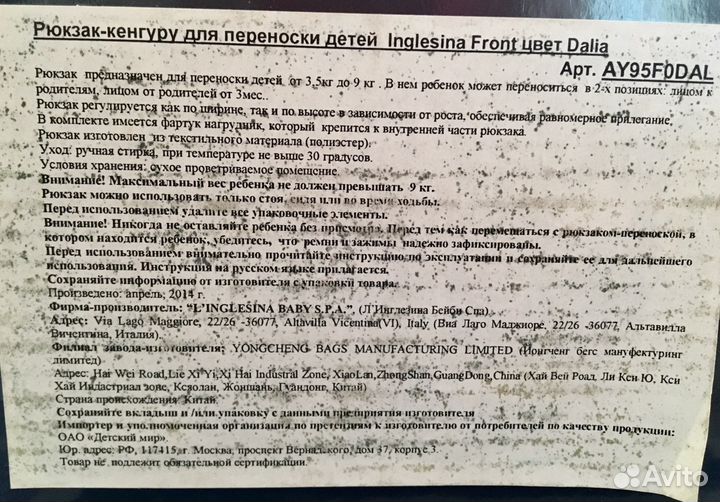 Рюкзак-кенгуру для переноски детей Inglesina Front цвет Dalia
Арт. AY95F0DAL
Рюкзак предназначен для переноски детей от 3,5кг до 9 кг . В нем ребенок может переноситься в 2-х позициях: лицом к
родителям, лицом от родителей от 3мес..
Рюкзак регулируется как по ширине, так и по высоте в зависимости от роста, обеспечивая равномерное прилегание,
В комплекте имеется фартук нагрудник, который крепится к внутренней части рюкзака.
Рюкзак изготовлен из текстильного материала (полиэстер).
Уход: ручная стирка, при температуре не выше 30 градусов.
Условия хранения: сухое проветриваемое помещение.
Внимание! Максимальный вес ребенка не должен превышать 9 кг.
Рюкзак можно использовать только стоя, сидя или во время ходьбы.
Перед использованием удалите все упаковочные элементы.
Внимание! Никогда не оставляйте ребенка без присмотра. Перед тем как перемещаться с рюкзаком-переноской, в
котором находится ребенок, убедитесь, что ремни и зажимы надежно зафиксированы.
Перед использованием внимательно прочитайте инструкцию по эксплуатации и сохраняйте ее для дальнейшего
использования. Инструкция на русском языке прилагается.
Сохраняйте информацию от изготовителя с упаковки товара.
Произведено: апрель, 2014 г.
Фирма-производитель: "L'INGLESINA BABY S.P.A.", (Л'Инглезина Бейби Спа)
Адрес: Via Lago Maggiore, 22/26 -36077, Altavilla Vicentina(VI), Italy (Виа Лаго Маджиоре, 22/26 -36077, Альтавилла
Вичентина, Италия).
Филиал завода-изготовителя: YONGCHENG BAGS MANUFACTURING LIMITED (Йонгченг бегс мануфектуринг
лимитед)
Адрес: Hai Wei Road,Lie Xi Yi,Xi Hai Industral Zone, XiaoLan,ZhongShan,GuangDong,China (Хай Вей Роад, Ли Кси Ю, Кси
Хай Индастриал зоне, Ксяолан, Жоншань, Гуандонг, Китай)
Страна происхождения: Китай.
Сохраняйте вкладыш и /или упаковку с данными предприятия изготовителя
Импортер и уполномоченная организация по претензиям к изготовителю от потребителей по качеству продукции:
ОАО «Детский мир».
Юр. адрес: РФ, 117415, г. Москва, проспект Вернадского, дом 37, корпус 3.
Товар не подлежит обязательной сертификации.
Avito